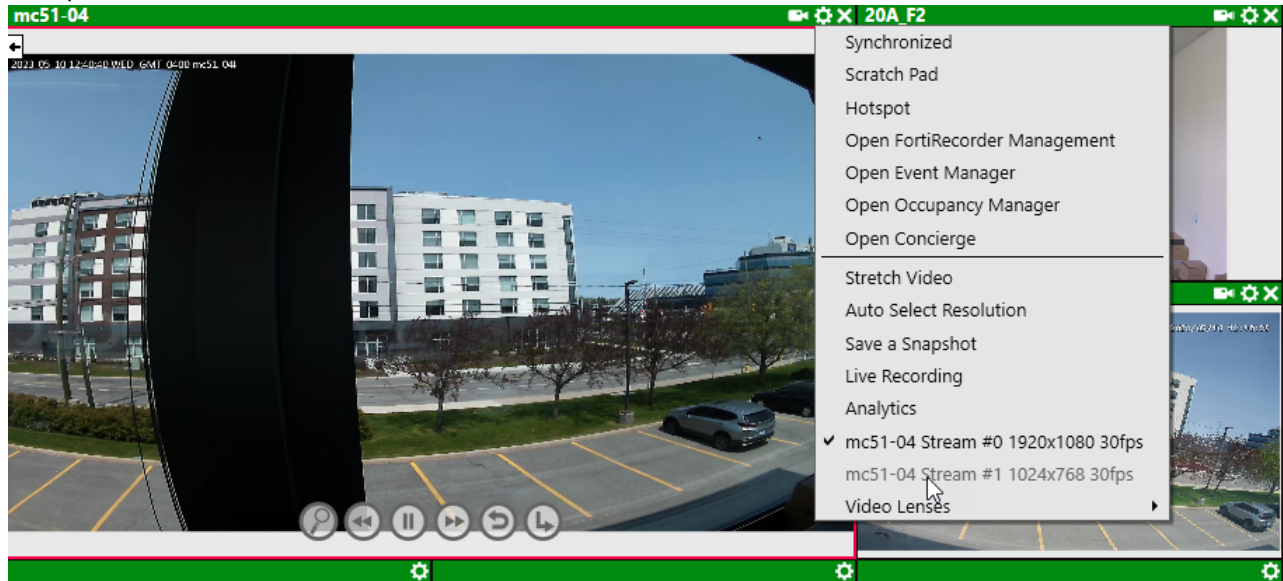 mc51-04
20A_F2
2023 05 10 12:40:40 WED GMT 0400 mc51 04
Synchronized
Scratch Pad
Hotspot
Open FortiRecorder Management
Open Event Manager
Open Occupancy Manager
Open Concierge
Stretch Video
Auto Select Resolution
Save a Snapshot
Live Recording
Analytics
mc51-04 Stream #0 1920x1080 30fps
mc51-04 Stream #1 1024x768 30fps
Video Lenses